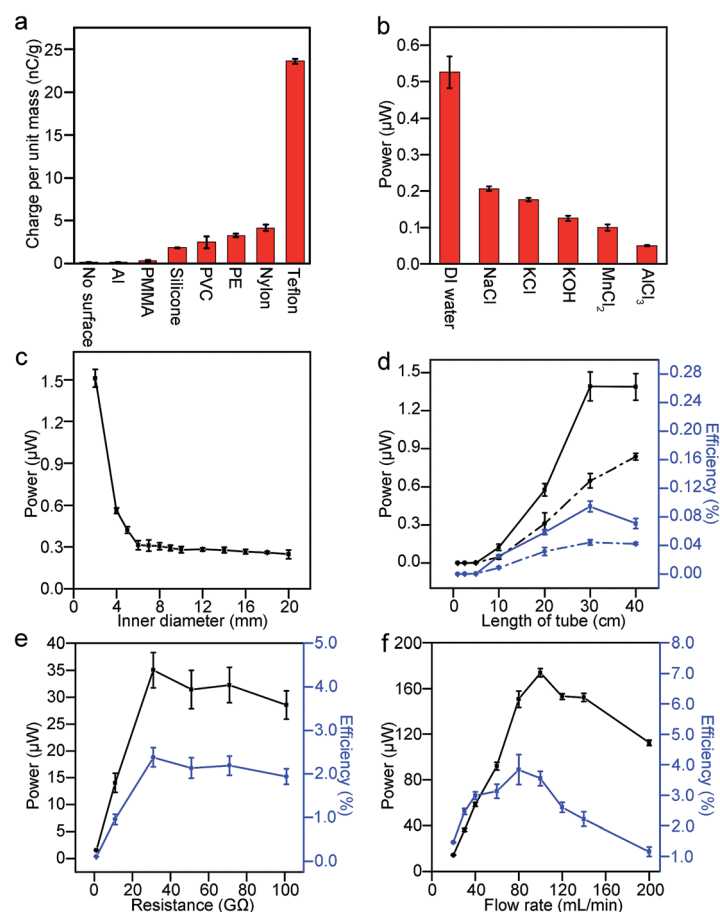 a
Charge per unit mass (nC/g)
25
20
15
10
5
0
No surface
Al
PMMA
Silicone
PVC
PE
Nylon
Teflon
b
Power (µW)
0.6
0.5
0.4
0.3
0.2
0.1
0.0
DI water
NaCl
KCl
KOH
MnCl₂
AlCl₃
c
Power (µW)
1.5
1.2
0.9
0.6
0.3
0.0
0 4 8 12 16 20
Inner diameter (mm)
d
Power (µW)
1.5
1.2
0.9
0.6
0.3
0.0
0 10 20 30 40
Length of tube (cm)
0.28
0.24
0.20
0.16
0.12
0.08
0.04
0.00
Efficiency (%)
e
Power (µW)
40
35
30
25
20
15
10
5
0
0 20 40 60 80 100
Resistance (GΩ)
5.0
4.0
3.0
2.0
1.0
0.0
Efficiency (%)
f
Power (µW)
200
160
120
80
40
0
0 40 80 120 160 200
Flow rate (mL/min)
8.0
7.0
6.0
5.0
4.0
3.0
2.0
1.0
Efficiency (%)